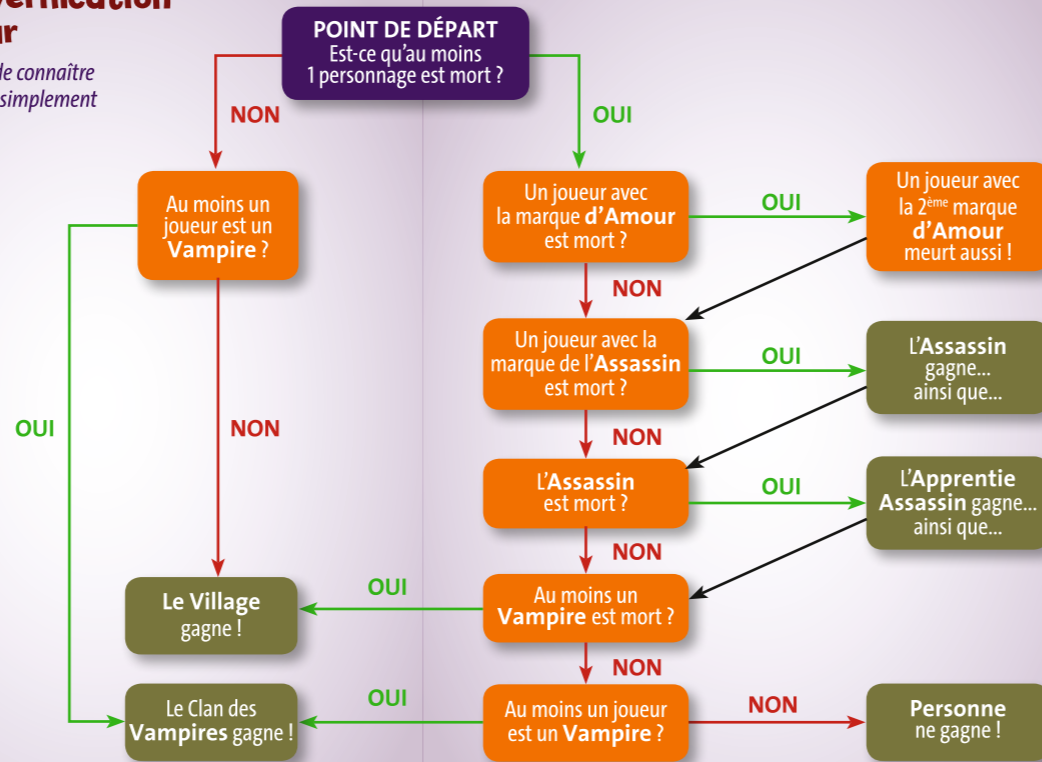 ur
de connaître
simplement
POINT DE DÉPART
Est-ce qu'au moins
1 personnage est mort ?
NON
OUI
Au moins un
joueur est un
Vampire ?
Un joueur avec
la marque d'Amour
est mort ?
OUI
Un joueur avec
la 2ème marque
d'Amour
meurt aussi !
NON
Un joueur avec la
marque de l'Assassin
est mort ?
OUI
L'Assassin
gagne...
ainsi que...
OUI
NON
NON
L'Assassin
est mort ?
OUI
L'Apprentie
Assassin gagne...
ainsi que...
NON
Le Village
gagne !
OUI
Au moins un
Vampire est mort ?
NON
Le Clan des
Vampires gagne !
OUI
Au moins un joueur
est un Vampire ?
NON
Personne
ne gagne !